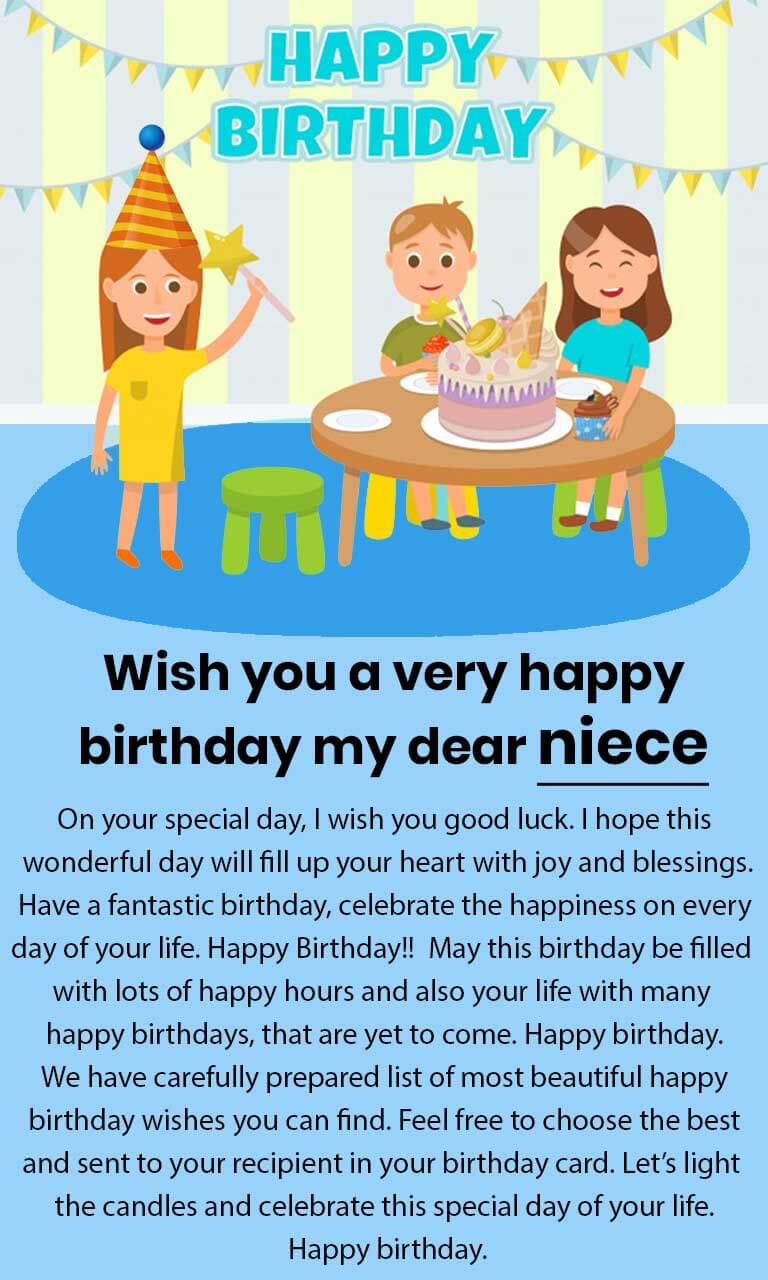 HAPPY
BIRTHDAY
Wish you a very happy
birthday my dear niece
On your special day, I wish you good luck. I hope this
wonderful day will fill up your heart with joy and blessings.
Have a fantastic birthday, celebrate the happiness on every
day of your life. Happy Birthday!!  May this birthday be filled
with lots of happy hours and also your life with many
happy birthdays, that are yet to come. Happy birthday.
We have carefully prepared list of most beautiful happy
birthday wishes you can find. Feel free to choose the best
and sent to your recipient in your birthday card. Let’s light
the candles and celebrate this special day of your life.
Happy birthday.